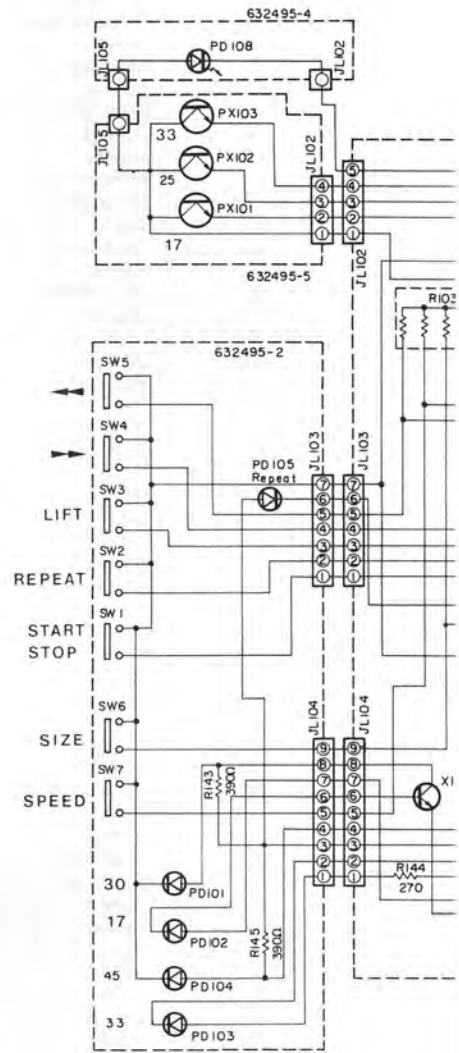 632495-4
JL105
PD108
JL102
JL105
PX103
33
PX102
25
PX101
17
JL102
④
③
②
①
⑤
④
③
②
①
JL102
632495-5
R103
632495-2
SW5
SW4
SW3
LIFT
SW2
REPEAT
SW1
START
STOP
SW6
SIZE
SW7
SPEED
PD105
Repeat
JL103
JL103
⑦ ⑦
⑥ ⑥
⑤ ⑤
④ ④
③ ③
② ②
① ①
JL104
JL104
⑨ ⑨
⑧ ⑧
⑦ ⑦
⑥ ⑥
⑤ ⑤
④ ④
③ ③
② ②
① ①
R143
390Ω
X1
R144
270
30
PD101
17
PD102
R145
390Ω
45
PD104
33
PD103